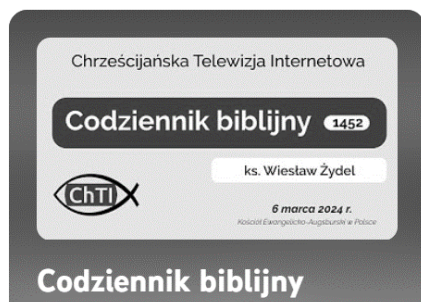 Chrześcijańska Telewizja Internetowa
Codziennik biblijny 1452
ks. Wiesław Żydel
ChTI
6 marca 2024 r.
Kościół Ewangelicko-Augsburski w Polsce
Codziennik biblijny